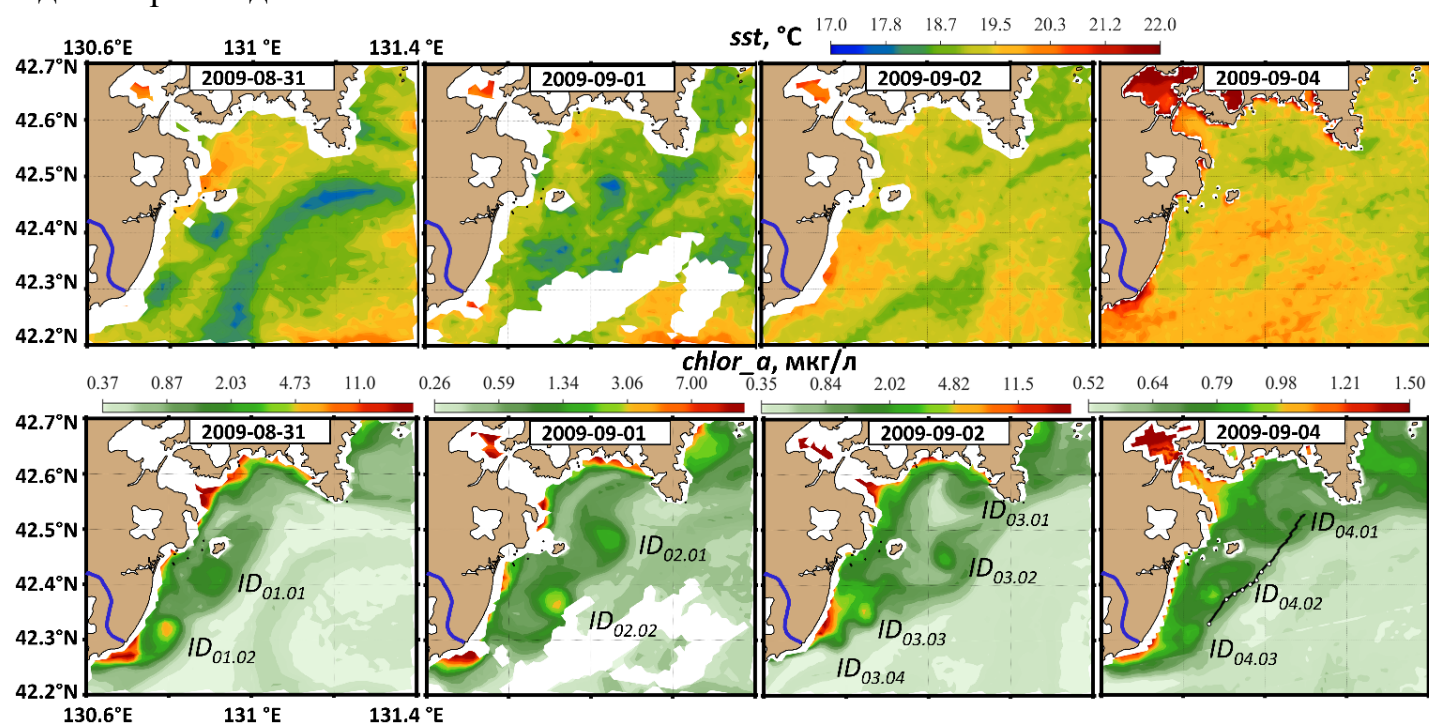 sst, °C 17.0 17.8 18.7 19.5 20.3 21.2 22.0
130.6°E 131 °E 131.4 °E
42.7°N 2009-08-31 2009-09-01 2009-09-02 2009-09-04
42.6°N
42.5°N
42.4°N
42.3°N
42.2°N
chlor_a, мкг/л
0.37 0.87 2.03 4.73 11.0 0.26 0.59 1.34 3.06 7.00 0.35 0.84 2.02 4.82 11.5 0.52 0.64 0.79 0.98 1.21 1.50
42.7°N 2009-08-31 2009-09-01 2009-09-02 2009-09-04
42.6°N
42.5°N ID03.01 ID04.01
ID02.01
42.4°N ID01.01 ID03.02 ID04.02
42.3°N ID01.02 ID02.02 ID03.03 ID04.03
ID03.04
42.2°N
130.6°E 131°E 131.4 °E